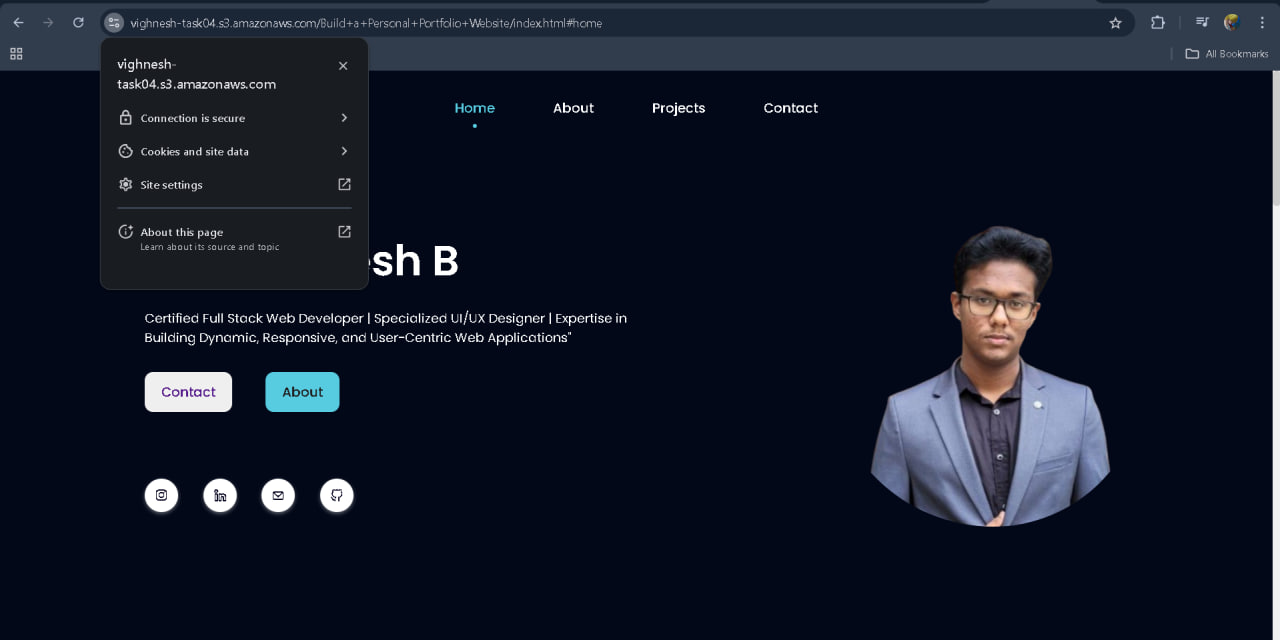 vighnesh-task04.s3.amazonaws.com/Build+a+Personal+Portfolio+Website/index.html#home
All Bookmarks
vighnesh-
task04.s3.amazonaws.com
Connection is secure
Cookies and site data
Site settings
About this page
Learn about its source and topic
Home
About
Projects
Contact
esh B
Certified Full Stack Web Developer | Specialized UI/UX Designer | Expertise in
Building Dynamic, Responsive, and User-Centric Web Applications"
Contact
About